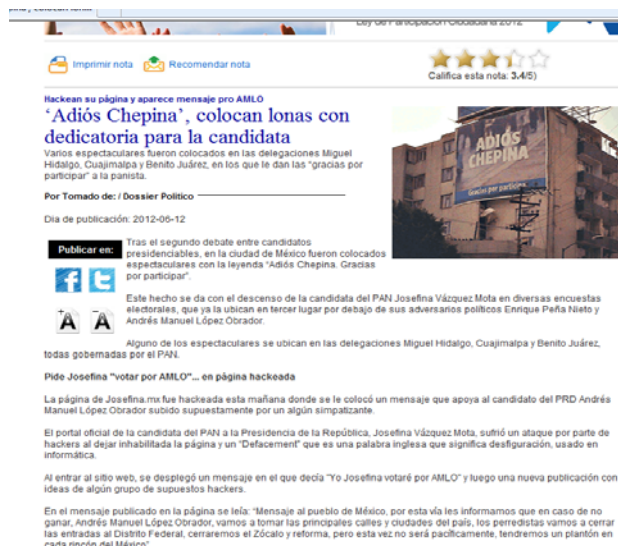 Ley de Participación Ciudadana 2012
Imprimir nota
Recomendar nota
Califica esta nota: 3.4/5)
Hackean su página y aparece mensaje pro AMLO
‘Adiós Chepina’, colocan lonas con
dedicatoria para la candidata
Varios espectaculares fueron colocados en las delegaciones Miguel
Hidalgo, Cuajimalpa y Benito Juárez, en los que le dan las "gracias por
participar" a la panista.
ADIÓS
CHEPINA
Gracias por participar
Por Tomado de: / Dossier Politico
Dia de publicación: 2012-06-12
Publicar en:
Tras el segundo debate entre candidatos
presidenciables, en la ciudad de México fueron colocados
espectaculares con la leyenda "Adiós Chepina. Gracias
por participar".
Este hecho se da con el descenso de la candidata del PAN Josefina Vázquez Mota en diversas encuestas
electorales, que ya la ubican en tercer lugar por debajo de sus adversarios políticos Enrique Peña Nieto y
Andrés Manuel López Obrador.
+A -A
Alguno de los espectaculares se ubican en las delegaciones Miguel Hidalgo, Cuajimalpa y Benito Juárez,
todas gobernadas por el PAN.
Pide Josefina "votar por AMLO"... en página hackeada
La página de Josefina.mx fue hackeada esta mañana donde se le colocó un mensaje que apoya al candidato del PRD Andrés
Manuel López Obrador subido supuestamente por un algún simpatizante.
El portal oficial de la candidata del PAN a la Presidencia de la República, Josefina Vázquez Mota, sufrió un ataque por parte de
hackers al dejar inhabilitada la página y un "Defacement" que es una palabra inglesa que significa desfiguración, usado en
informática.
Al entrar al sitio web, se desplegó un mensaje en el que decía "Yo Josefina votaré por AMLO" y luego una nueva publicación con
ideas de algún grupo de supuestos hackers.
En el mensaje publicado en la página se leía: "Mensaje al pueblo de México, por esta vía les informamos que en caso de no
ganar, Andrés Manuel López Obrador, vamos a tomar las principales calles y ciudades del país, los perredistas vamos a cerrar
las entradas al Distrito Federal, cerraremos el Zócalo y reforma, pero esta vez no será pacíficamente, tendremos un plantón en
cada rincón del México"